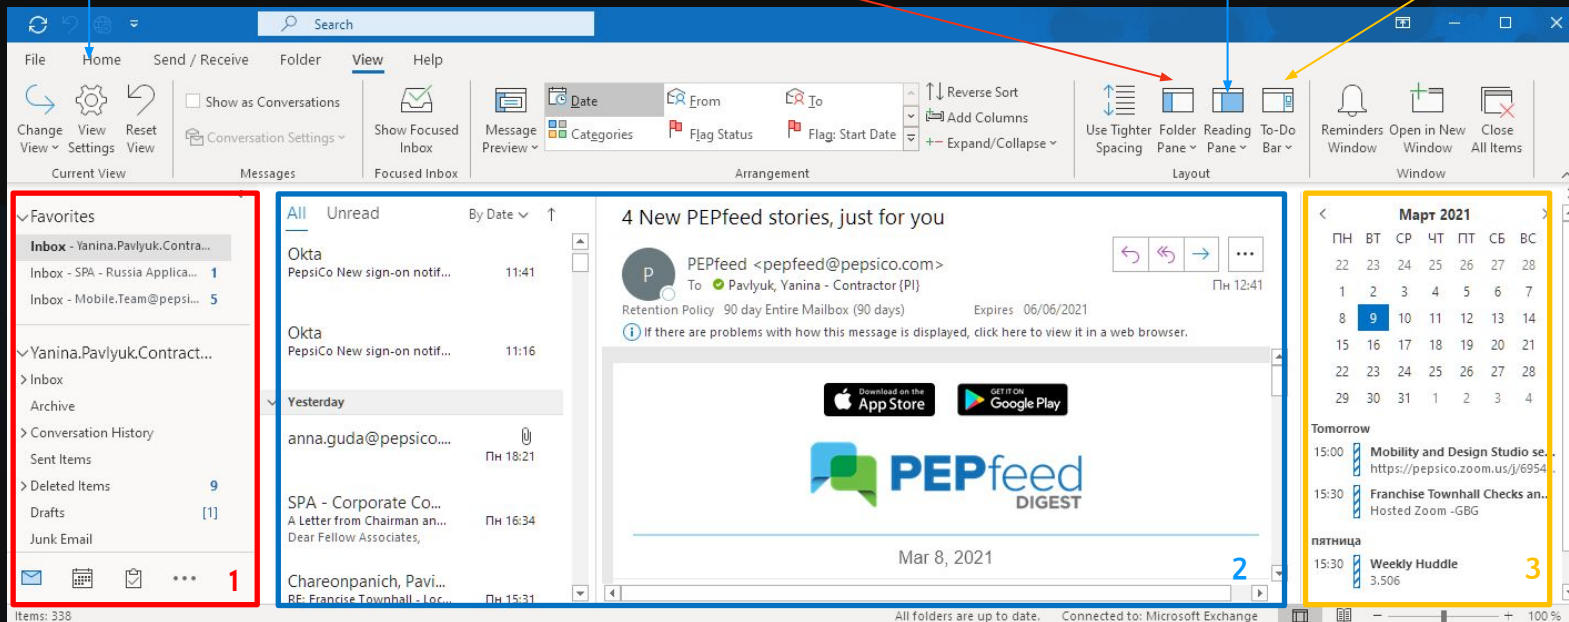 Search
File Home Send / Receive Folder View Help
Change View
View Settings
Reset View
Current View
Show as Conversations
Conversation Settings
Messages
Show Focused Inbox
Focused Inbox
Message Preview
Date
From
To
Categories
Flag Status
Flag: Start Date
Reverse Sort
Add Columns
Expand/Collapse
Arrangement
Use Tighter Spacing
Folder Pane
Reading Pane
To-Do Bar
Layout
Reminders Window
Open in New Window
Close All Items
Window
Favorites
Inbox - Yanina.Pavlyuk.Contra...
Inbox - SPA - Russia Applica... 1
Inbox - Mobile.Team@pepsi... 5
Yanina.Pavlyuk.Contract...
Inbox
Archive
Conversation History
Sent Items
Deleted Items 9
Drafts [1]
Junk Email
1
All Unread By Date
Okta
PepsiCo New sign-on notif... 11:41
Okta
PepsiCo New sign-on notif... 11:16
Yesterday
anna.guda@pepsico....
Пн 18:21
SPA - Corporate Co...
A Letter from Chairman an... Пн 16:34
Dear Fellow Associates,
Chareonpanich, Pavi...
RE: Francise Townhall - Loc... Пн 15:31
4 New PEPfeed stories, just for you
P
PEPfeed <pepfeed@pepsico.com>
To Pavlyuk, Yanina - Contractor {PI}
Пн 12:41
Retention Policy 90 day Entire Mailbox (90 days) Expires 06/06/2021
If there are problems with how this message is displayed, click here to view it in a web browser.
Download on the App Store
GET IT ON Google Play
PEPfeed
DIGEST
Mar 8, 2021
2
Март 2021
ПН ВТ СР ЧТ ПТ СБ ВС
22 23 24 25 26 27 28
1 2 3 4 5 6 7
8 9 10 11 12 13 14
15 16 17 18 19 20 21
22 23 24 25 26 27 28
29 30 31 1 2 3 4
Tomorrow
15:00 Mobility and Design Studio se...
https://pepsico.zoom.us/j/6954...
15:30 Franchise Townhall Checks an...
Hosted Zoom -GBG
пятница
15:30 Weekly Huddle
3.506
3
Items: 338
All folders are up to date. Connected to: Microsoft Exchange
100 %